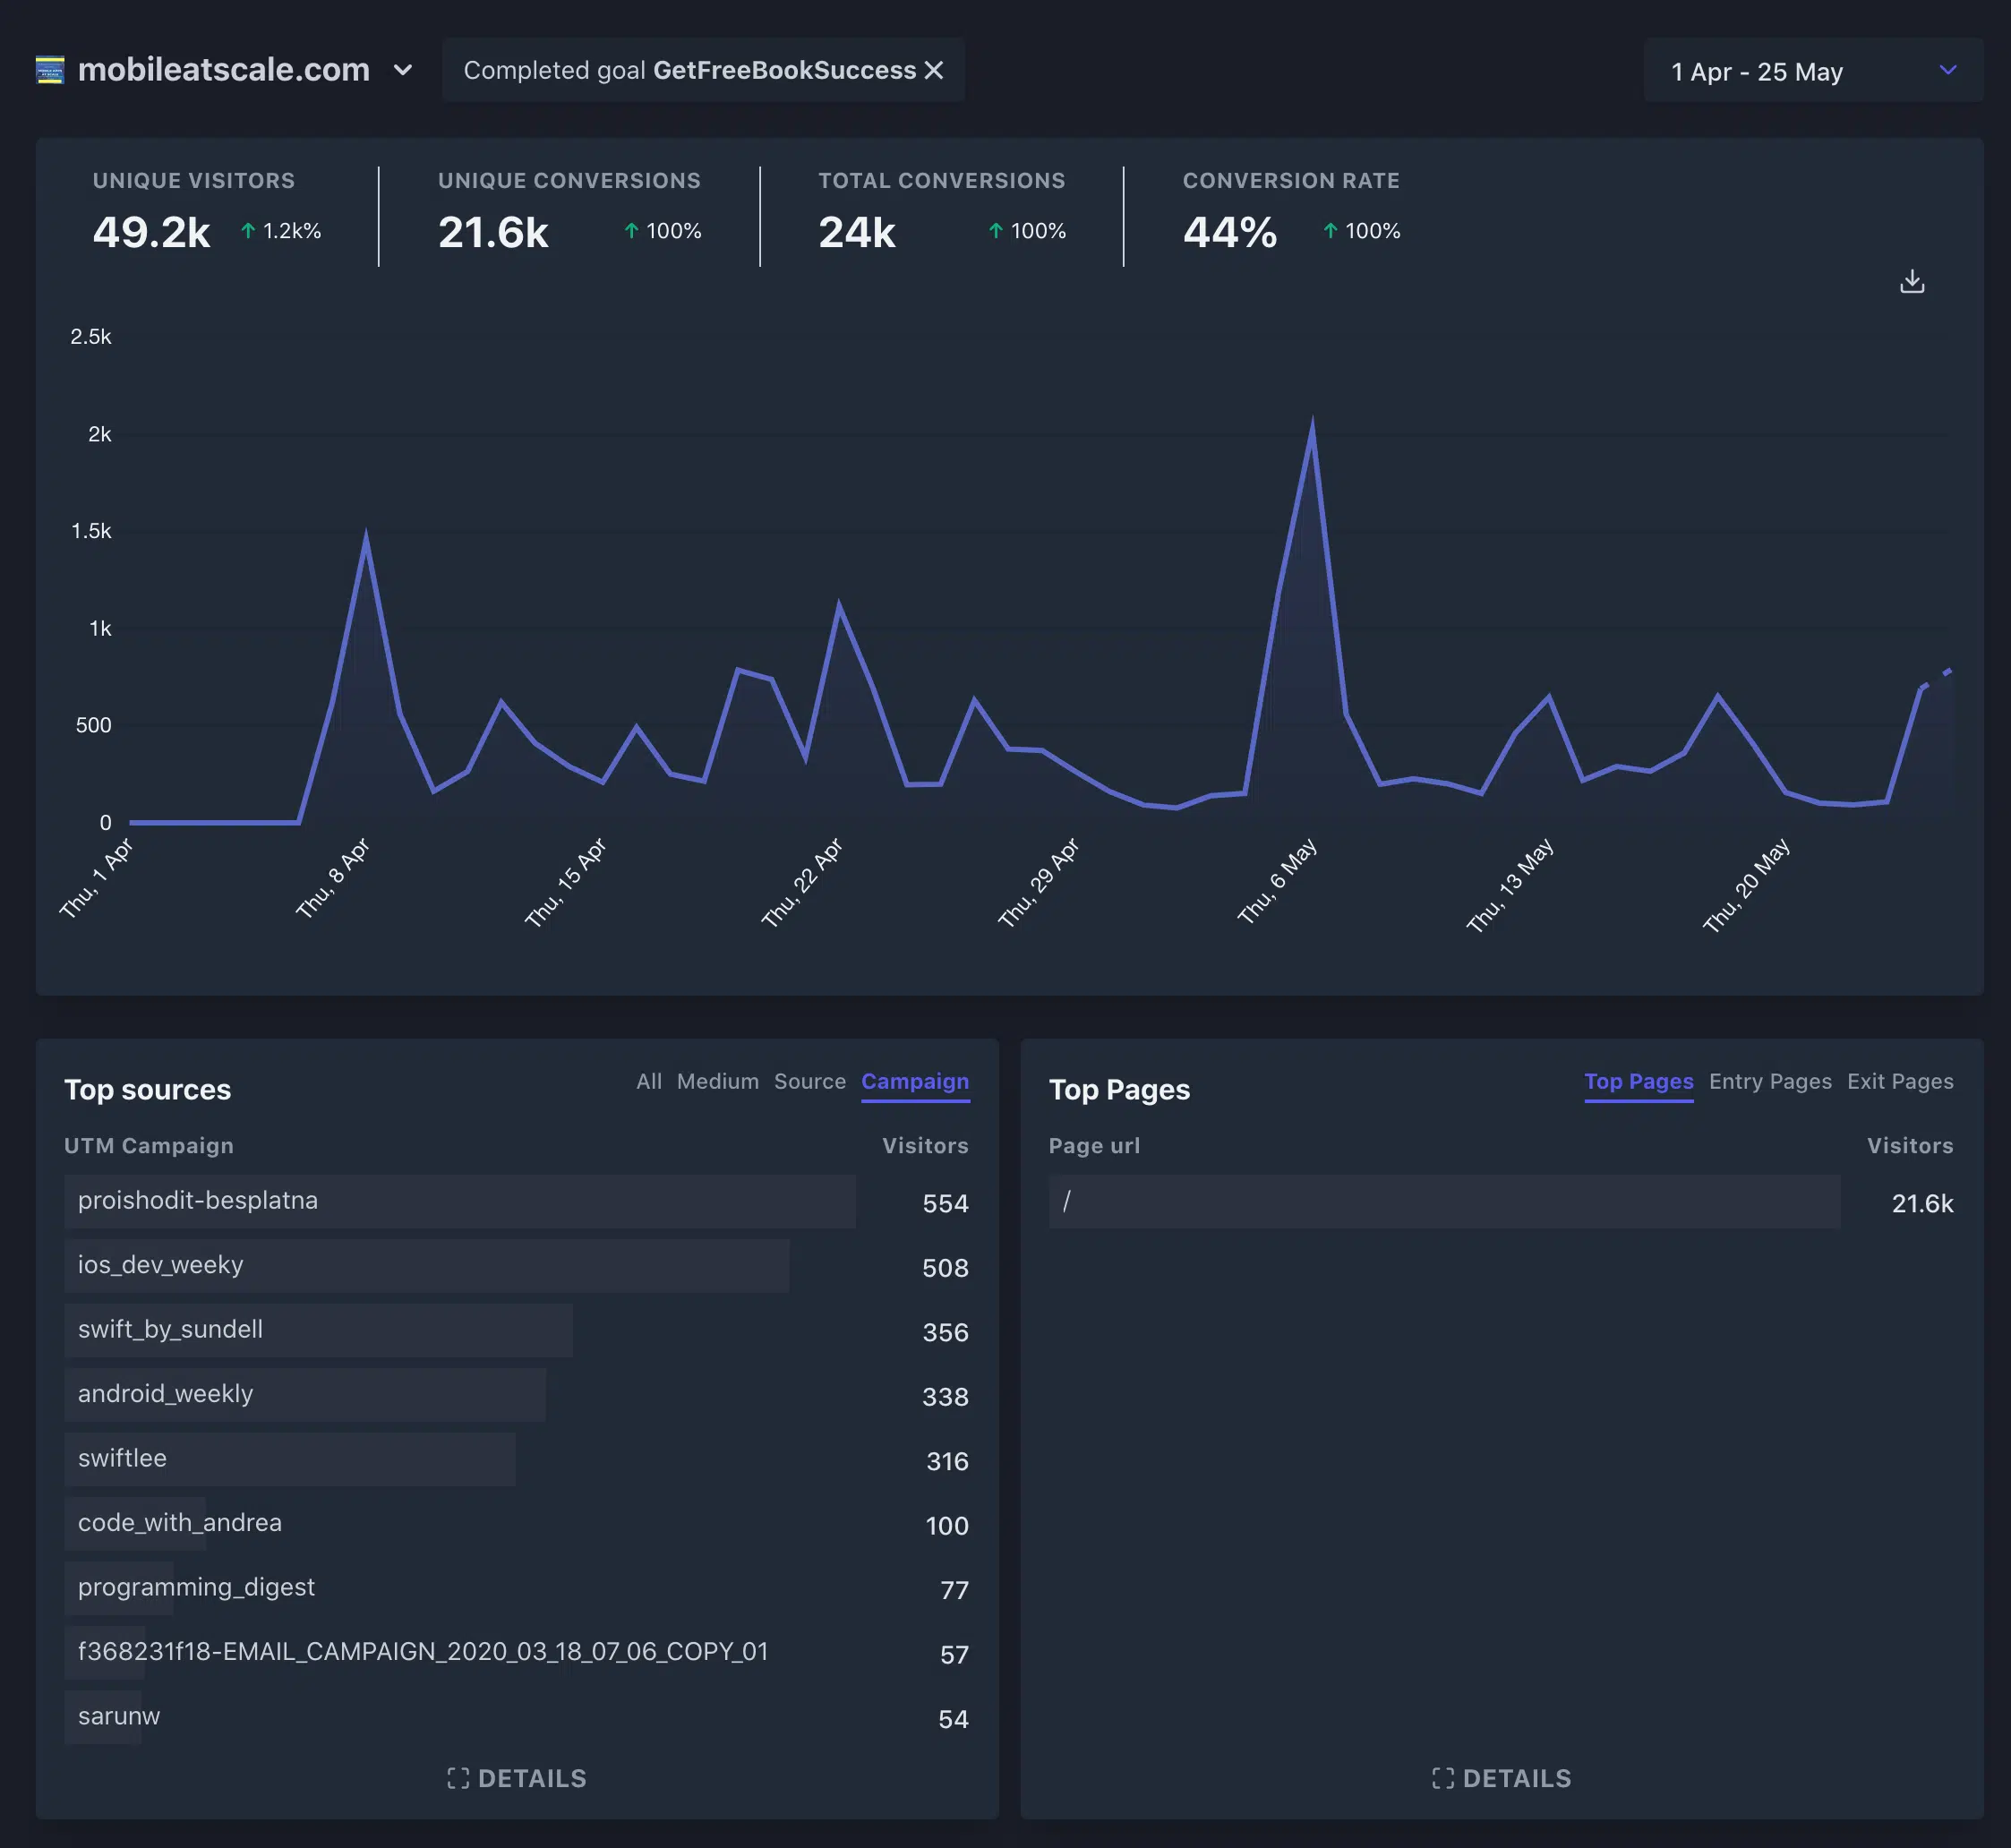 mobileatscale.com
Completed goal GetFreeBookSuccess
1 Apr - 25 May
UNIQUE VISITORS
49.2k ↑ 1.2k%
UNIQUE CONVERSIONS
21.6k ↑ 100%
TOTAL CONVERSIONS
24k ↑ 100%
CONVERSION RATE
44% ↑ 100%
2.5k
2k
1.5k
1k
500
0
Thu, 1 Apr
Thu, 8 Apr
Thu, 15 Apr
Thu, 22 Apr
Thu, 29 Apr
Thu, 6 May
Thu, 13 May
Thu, 20 May
Top sources
All Medium Source Campaign
UTM Campaign Visitors
proishodit-besplatna 554
ios_dev_weeky 508
swift_by_sundell 356
android_weekly 338
swiftlee 316
code_with_andrea 100
programming_digest 77
f368231f18-EMAIL_CAMPAIGN_2020_03_18_07_06_COPY_01 57
sarunw 54
DETAILS
Top Pages
Top Pages Entry Pages Exit Pages
Page url Visitors
/ 21.6k
DETAILS